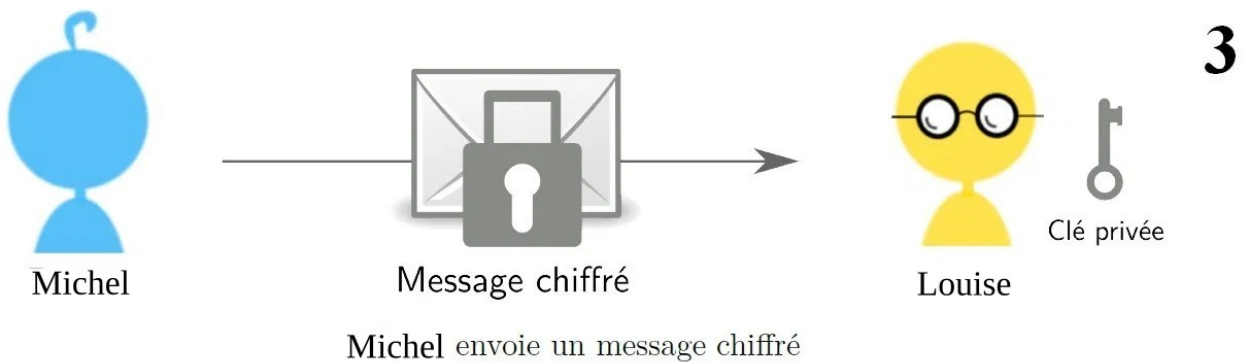 3
Clé privée
Michel
Message chiffré
Louise
Michel envoie un message chiffré